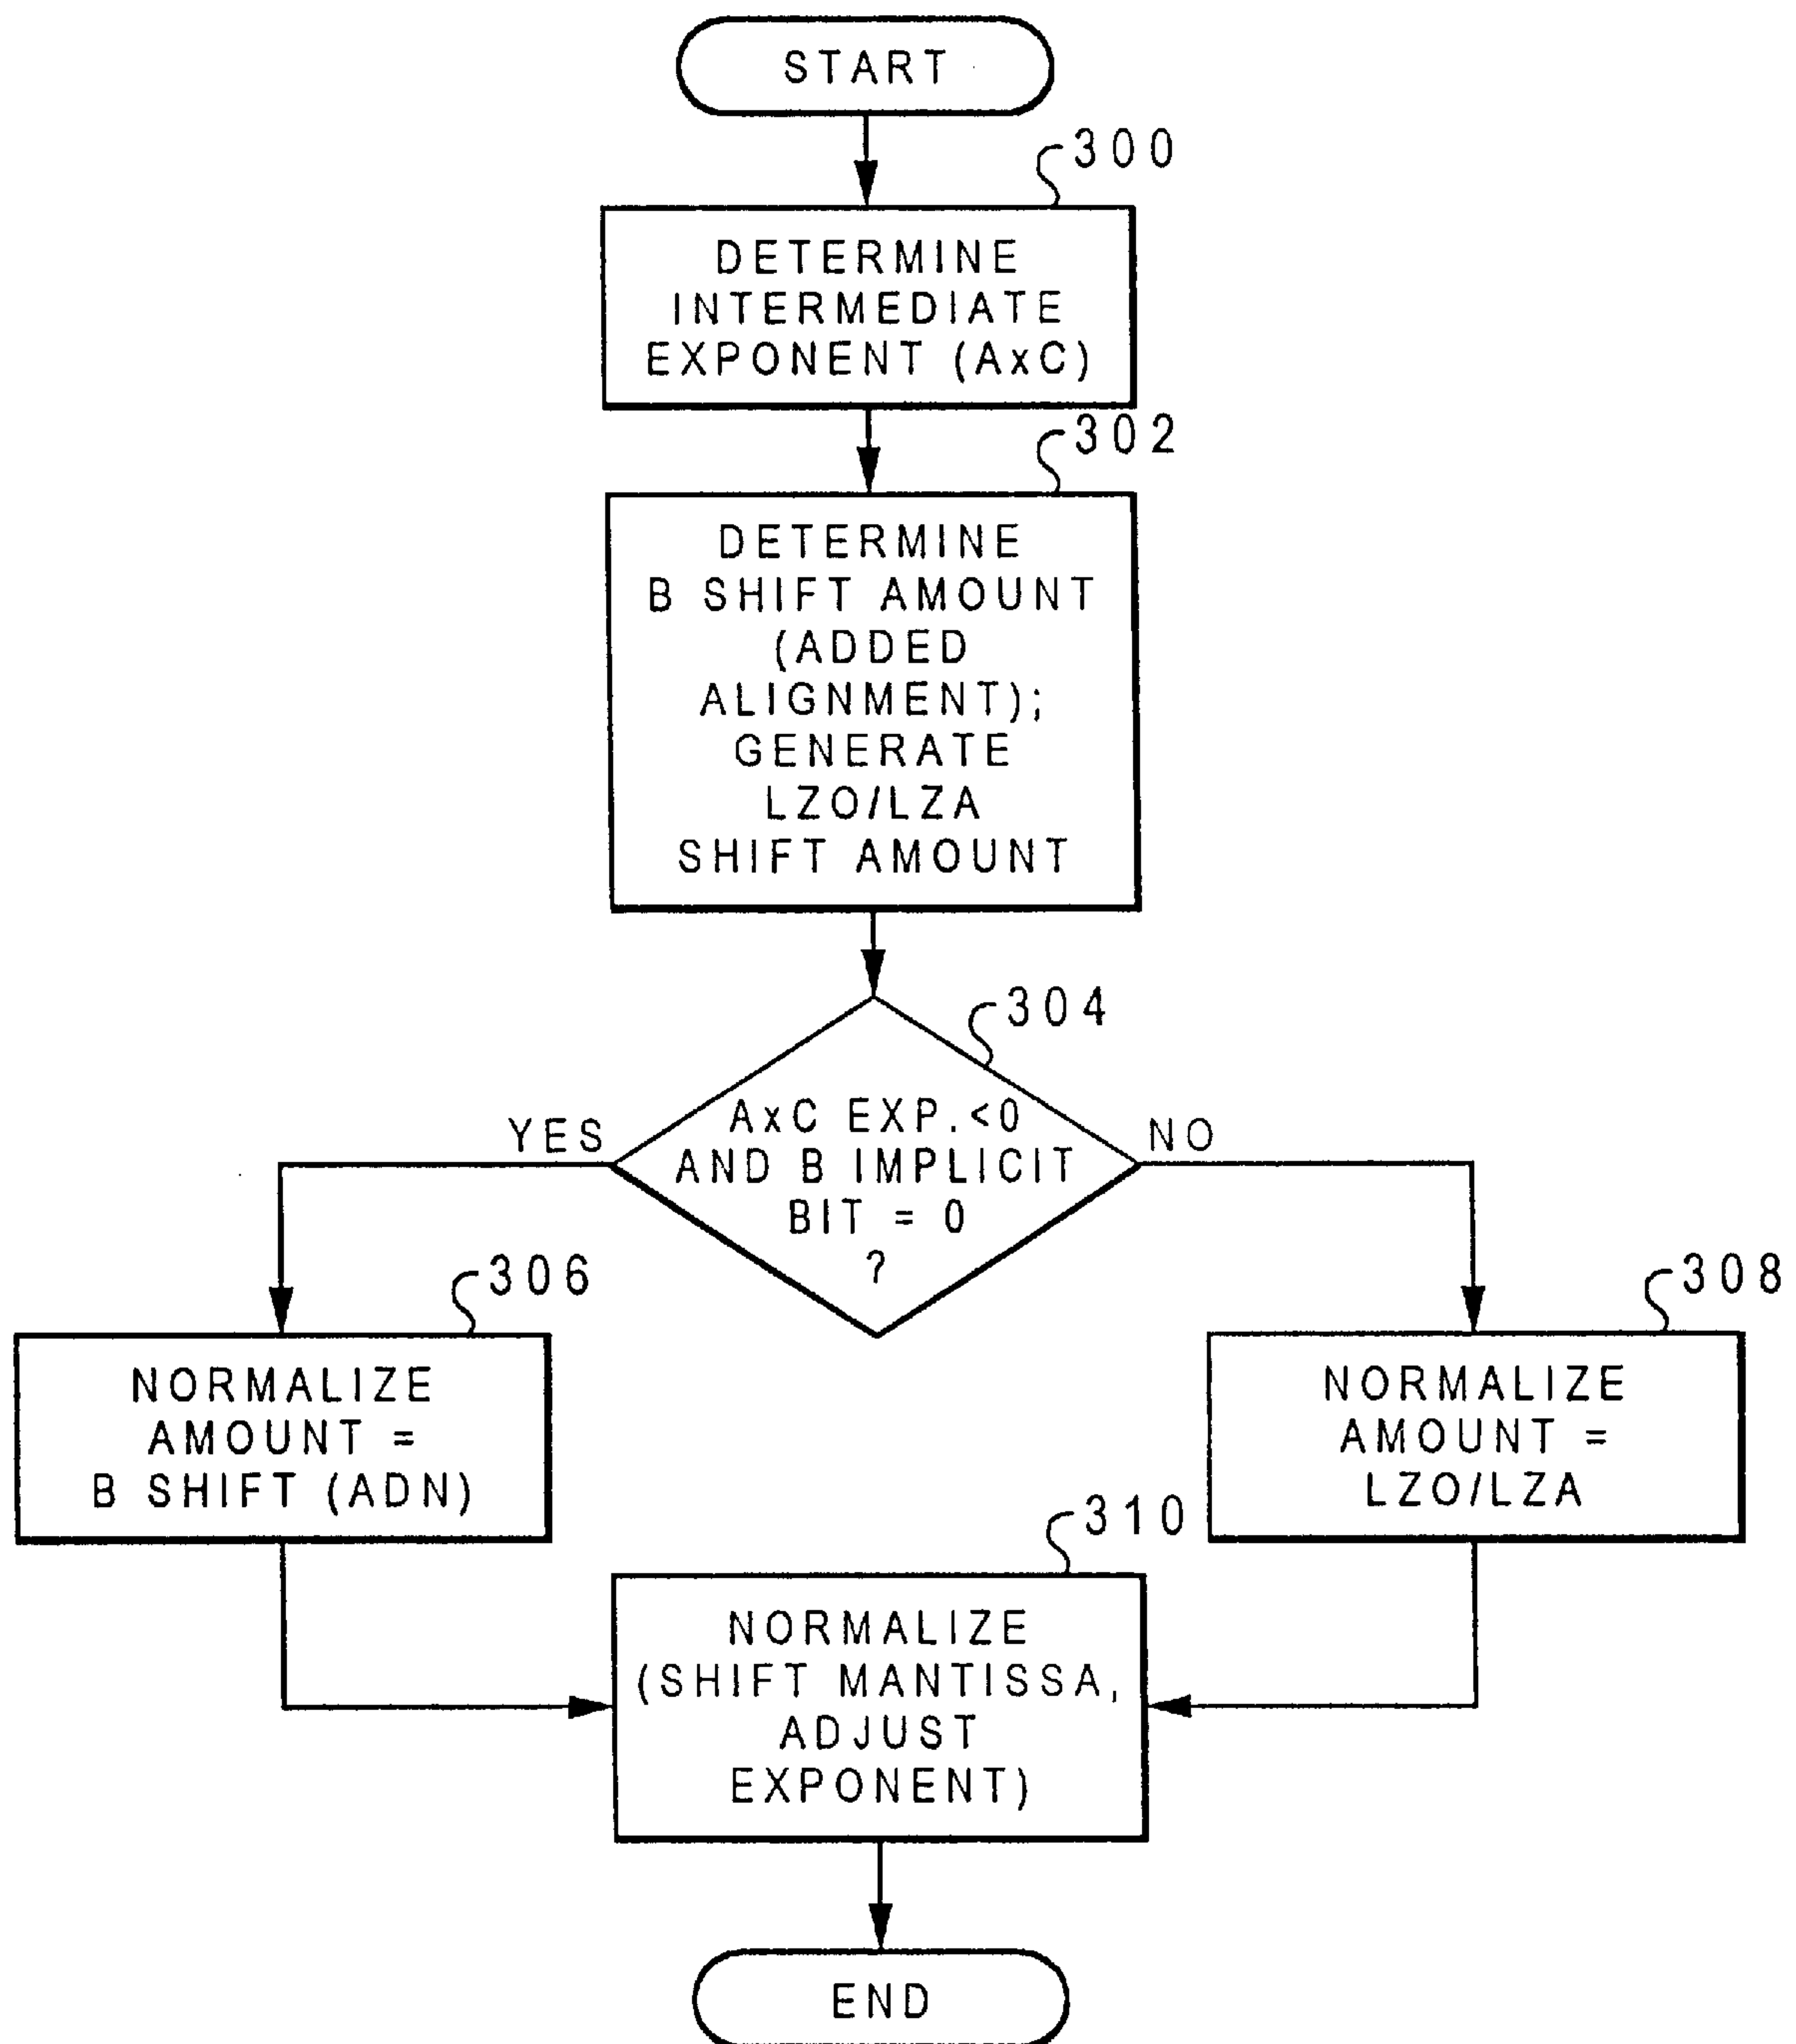 START
300
DETERMINE
INTERMEDIATE
EXPONENT (AxC)
302
DETERMINE
B SHIFT AMOUNT
(ADDED
ALIGNMENT);
GENERATE
LZO/LZA
SHIFT AMOUNT
304
AxC EXP.<0
AND B IMPLICIT
BIT = 0
?
YES
NO
306
NORMALIZE
AMOUNT =
B SHIFT (ADN)
308
NORMALIZE
AMOUNT =
LZO/LZA
310
NORMALIZE
(SHIFT MANTISSA,
ADJUST
EXPONENT)
END